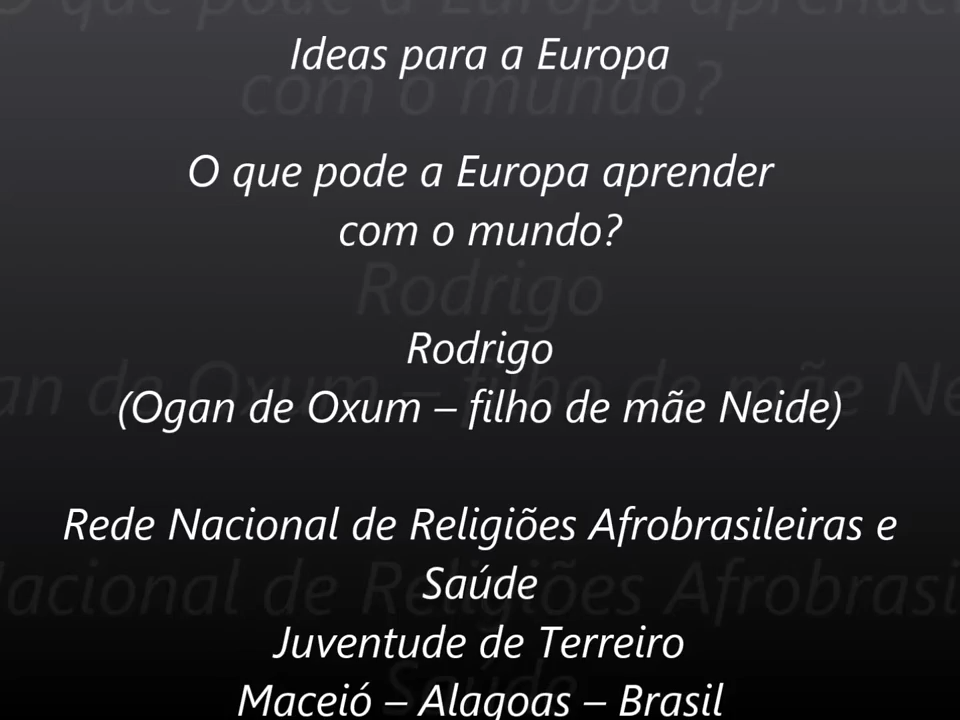 Ideas para a Europa
O que pode a Europa aprender
com o mundo?
Rodrigo
(Ogan de Oxum – filho de mãe Neide)
Rede Nacional de Religiões Afrobrasileiras e
Saúde
Juventude de Terreiro
Maceió – Alagoas – Brasil